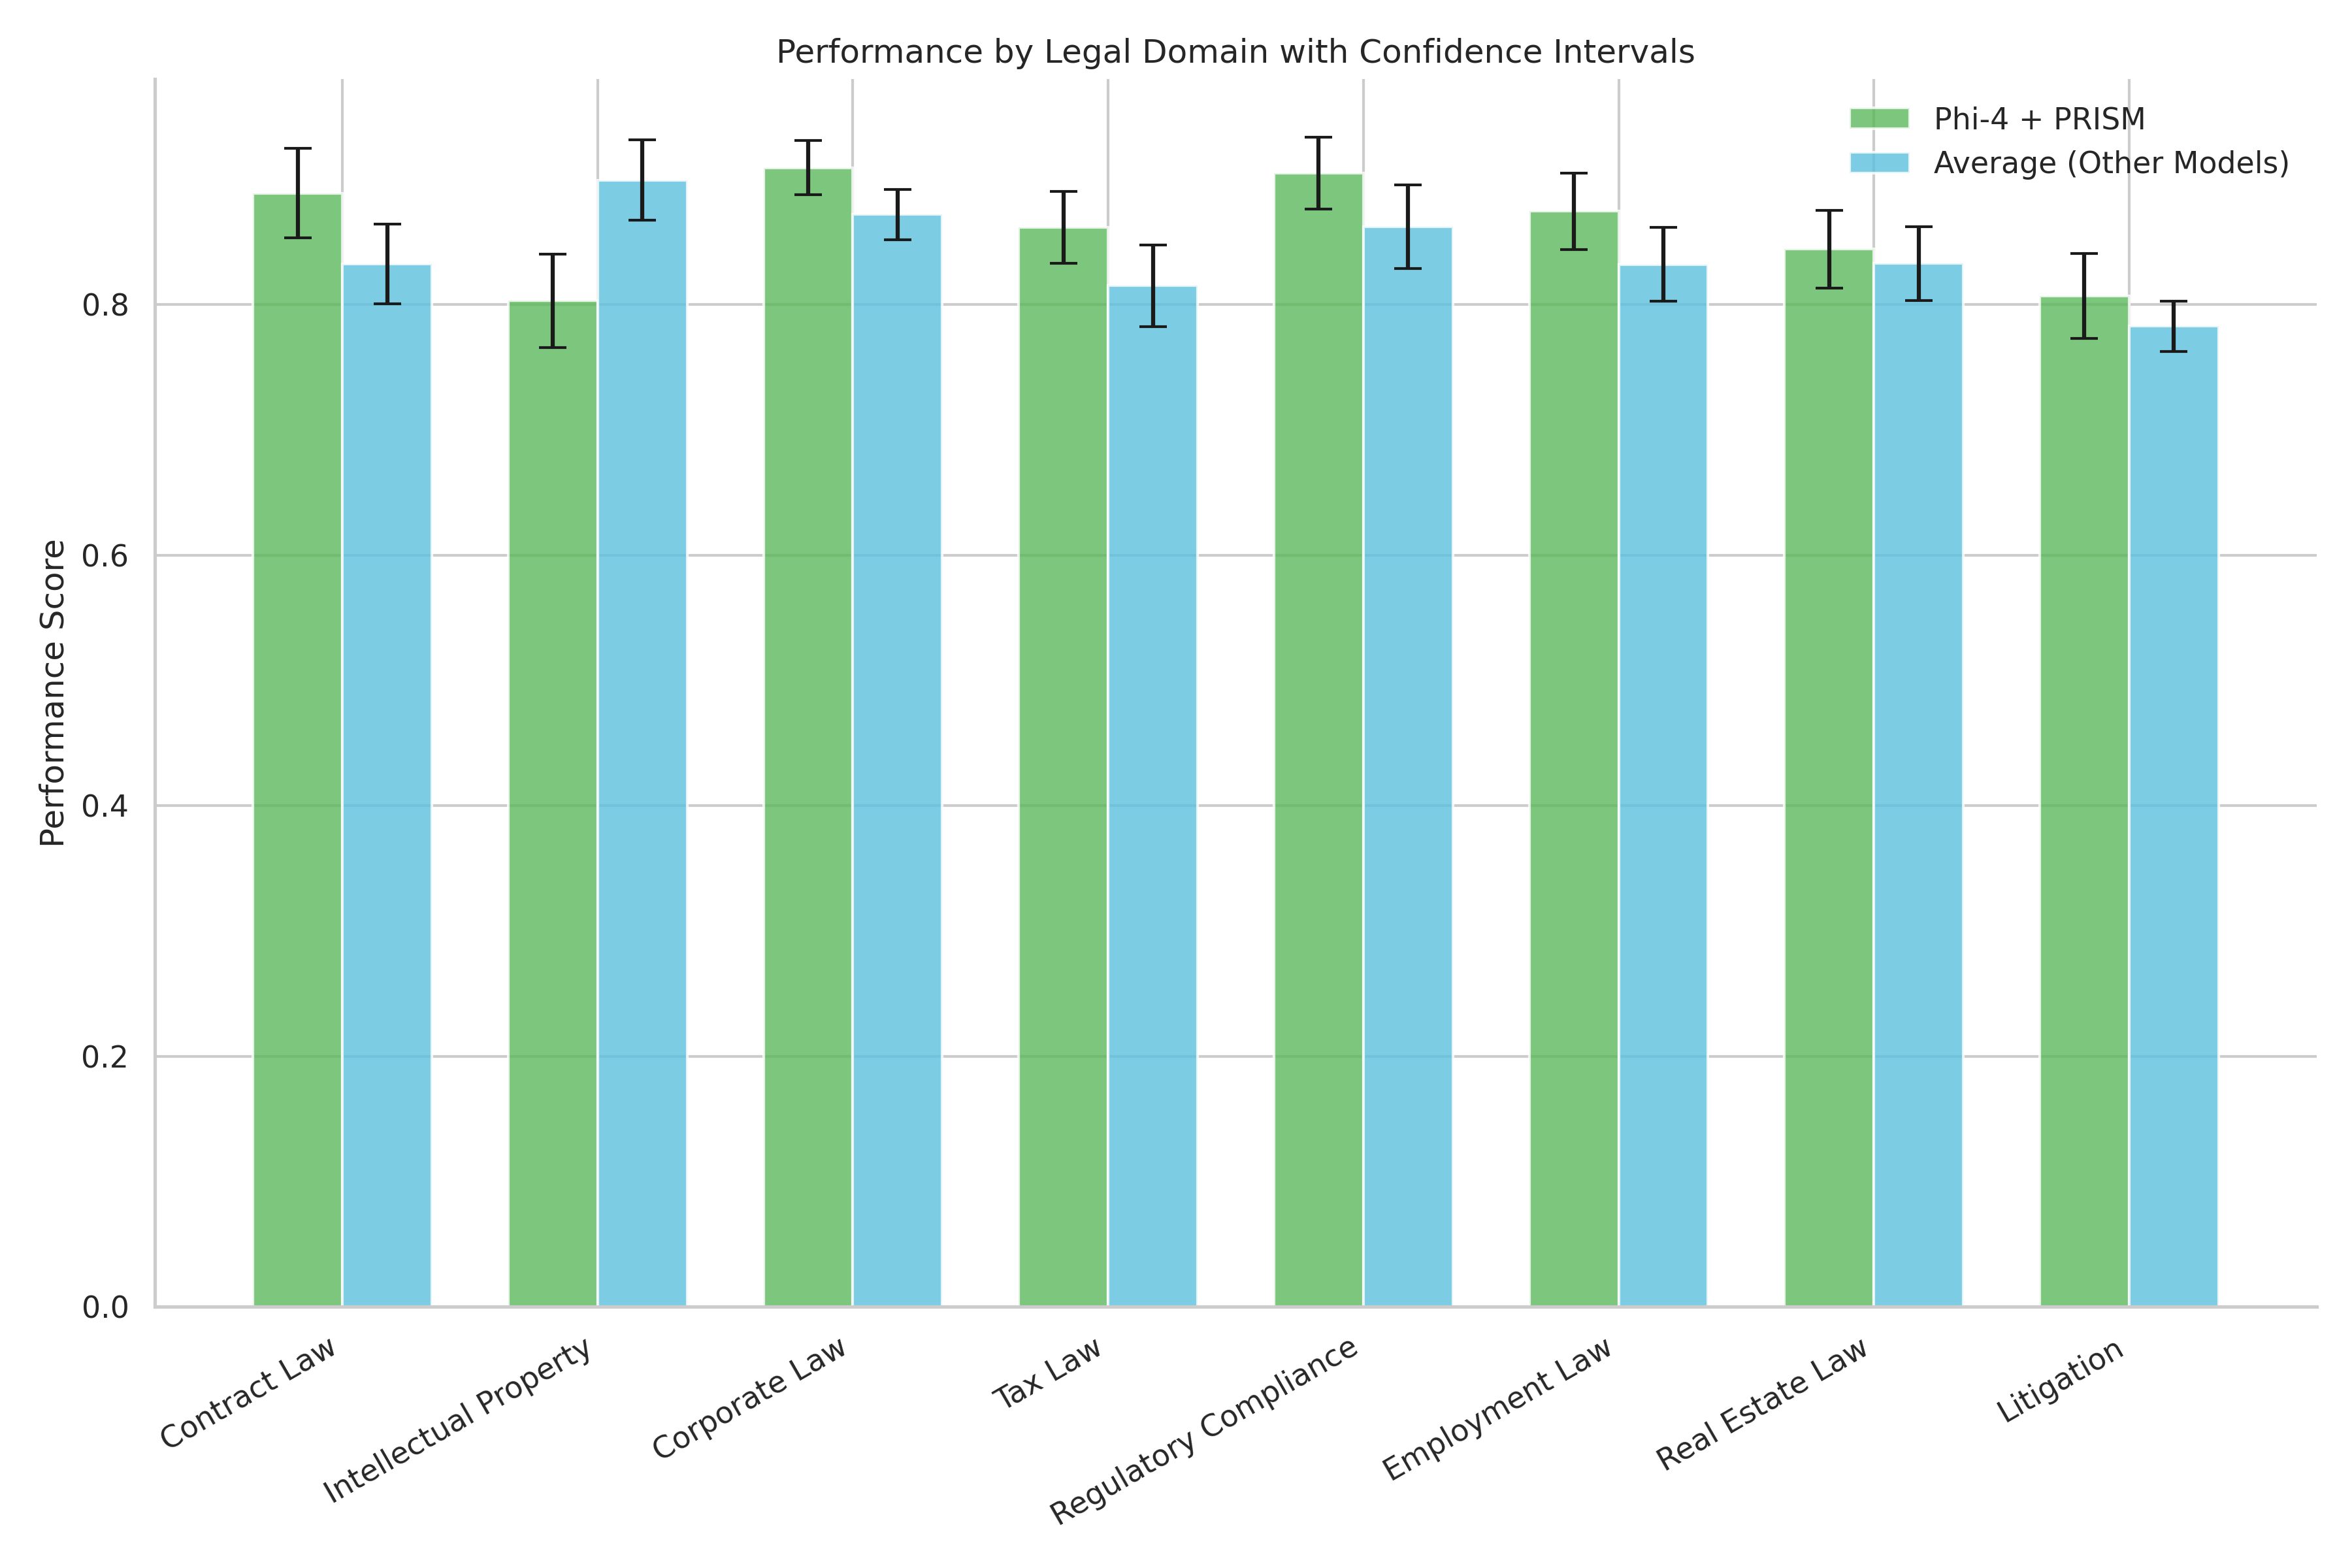 Performance by Legal Domain with Confidence Intervals
Phi-4 + PRISM
Average (Other Models)
Performance Score
0.8
0.6
0.4
0.2
0.0
Contract Law
Intellectual Property
Corporate Law
Tax Law
Regulatory Compliance
Employment Law
Real Estate Law
Litigation